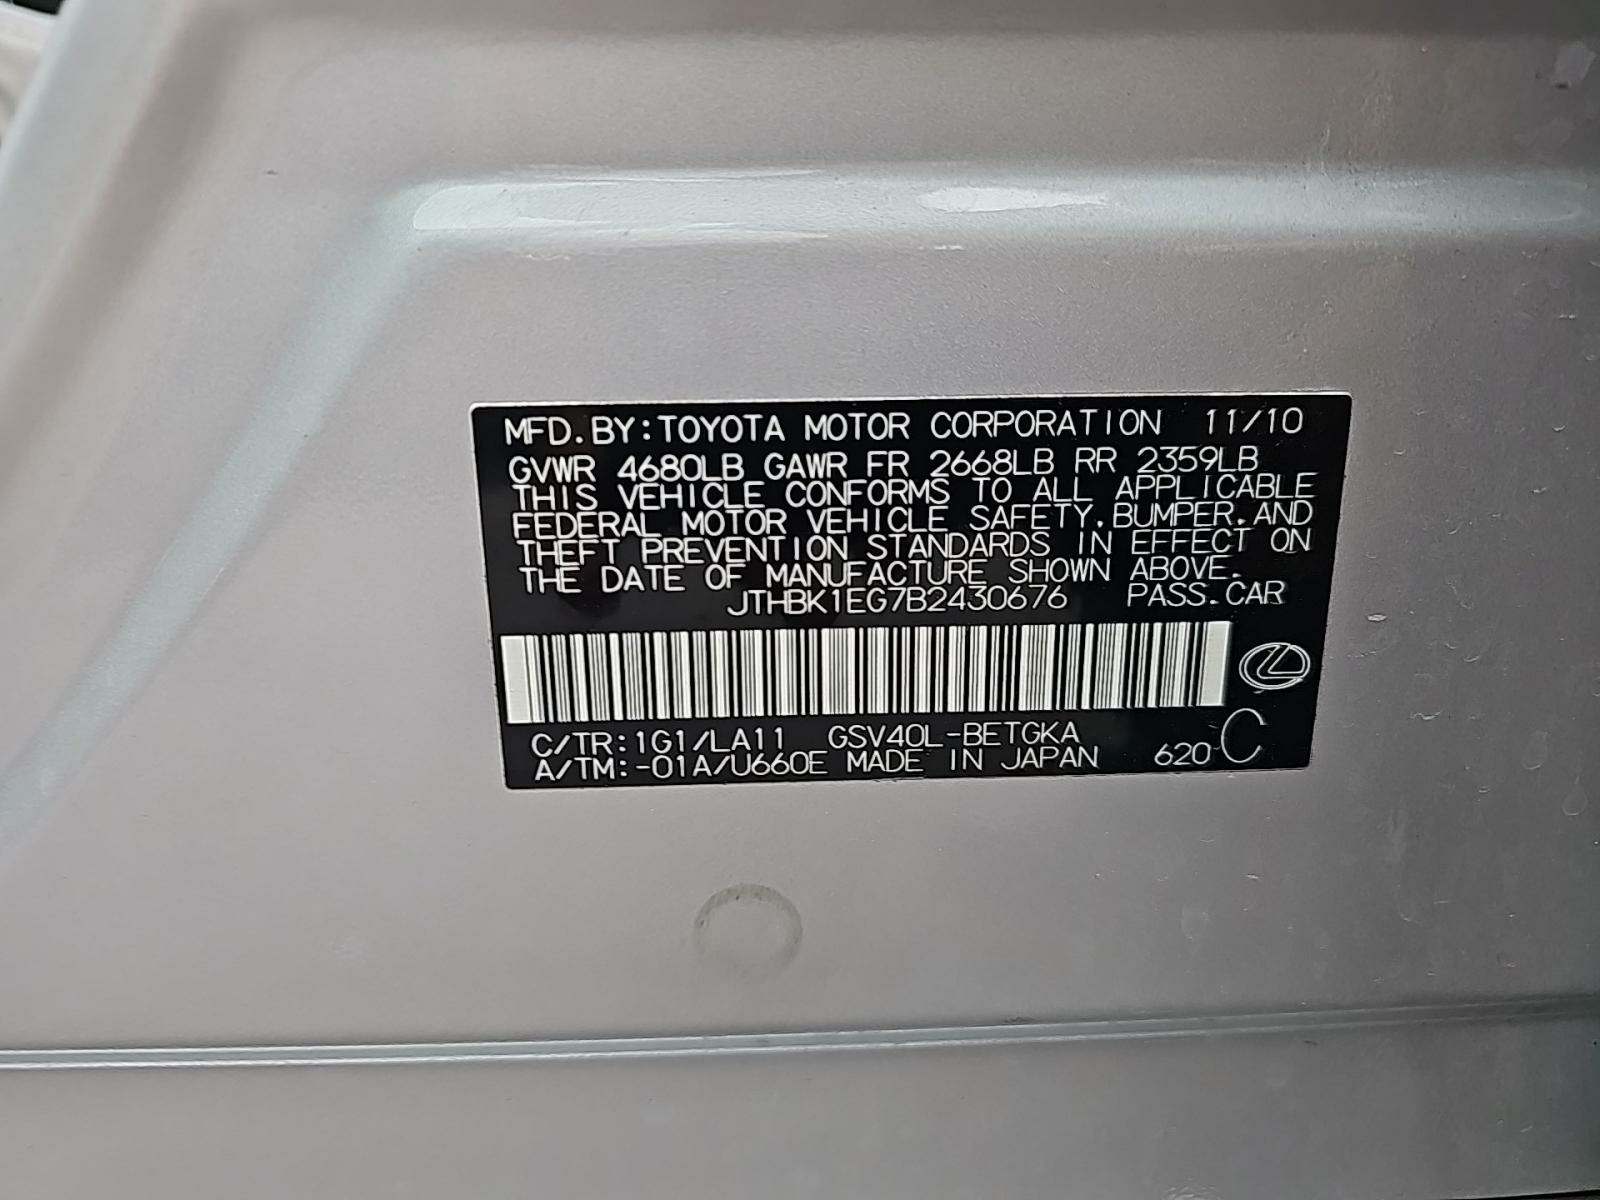 MFD. BY: TOYOTA MOTOR CORPORATION 11/10
GVWR 4680LB GAWR FR 2668LB RR 2359LB
THIS VEHICLE CONFORMS TO ALL APPLICABLE
FEDERAL MOTOR VEHICLE SAFETY, BUMPER, AND
THEFT PREVENTION STANDARDS IN EFFECT ON
THE DATE OF MANUFACTURE SHOWN ABOVE.
JTHBK1EG7B2430676 PASS. CAR
C/TR: 1G1/LA11 GSV40L-BETGKA
A/TM: -01A/U660E MADE IN JAPAN 620 C